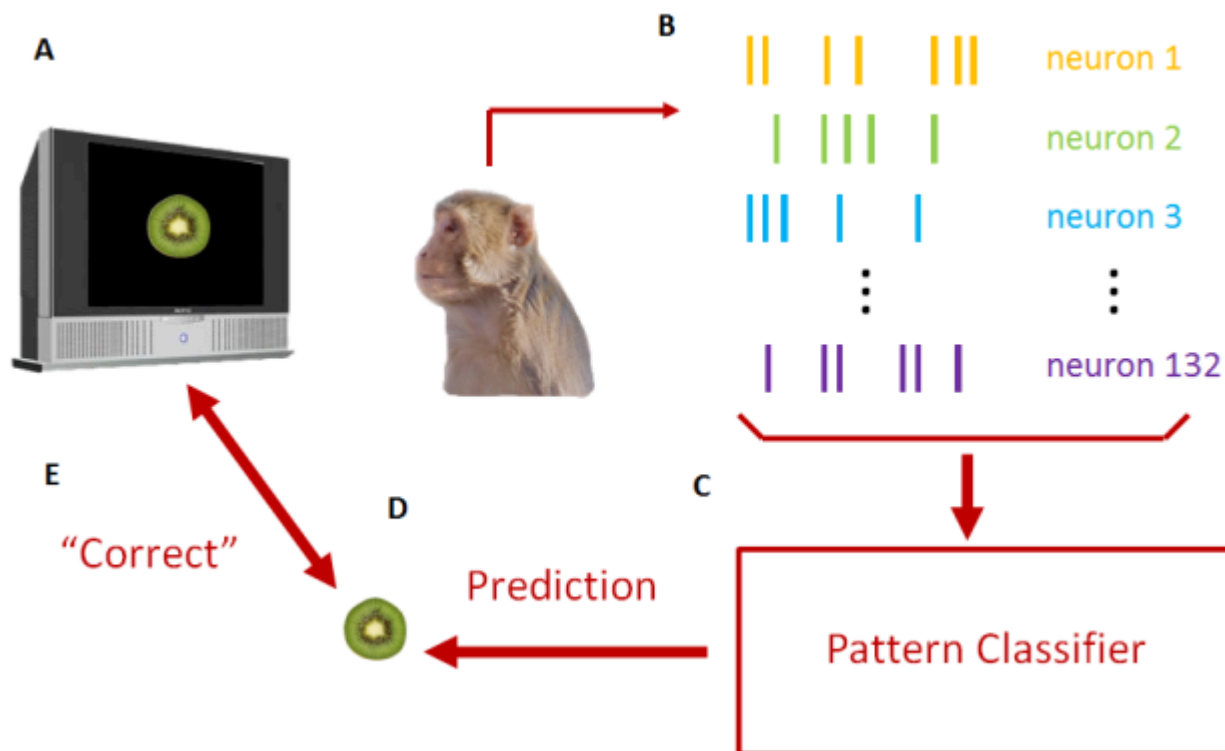 A
B
neuron 1
neuron 2
neuron 3
neuron 132
C
Pattern Classifier
D
Prediction
E
“Correct”